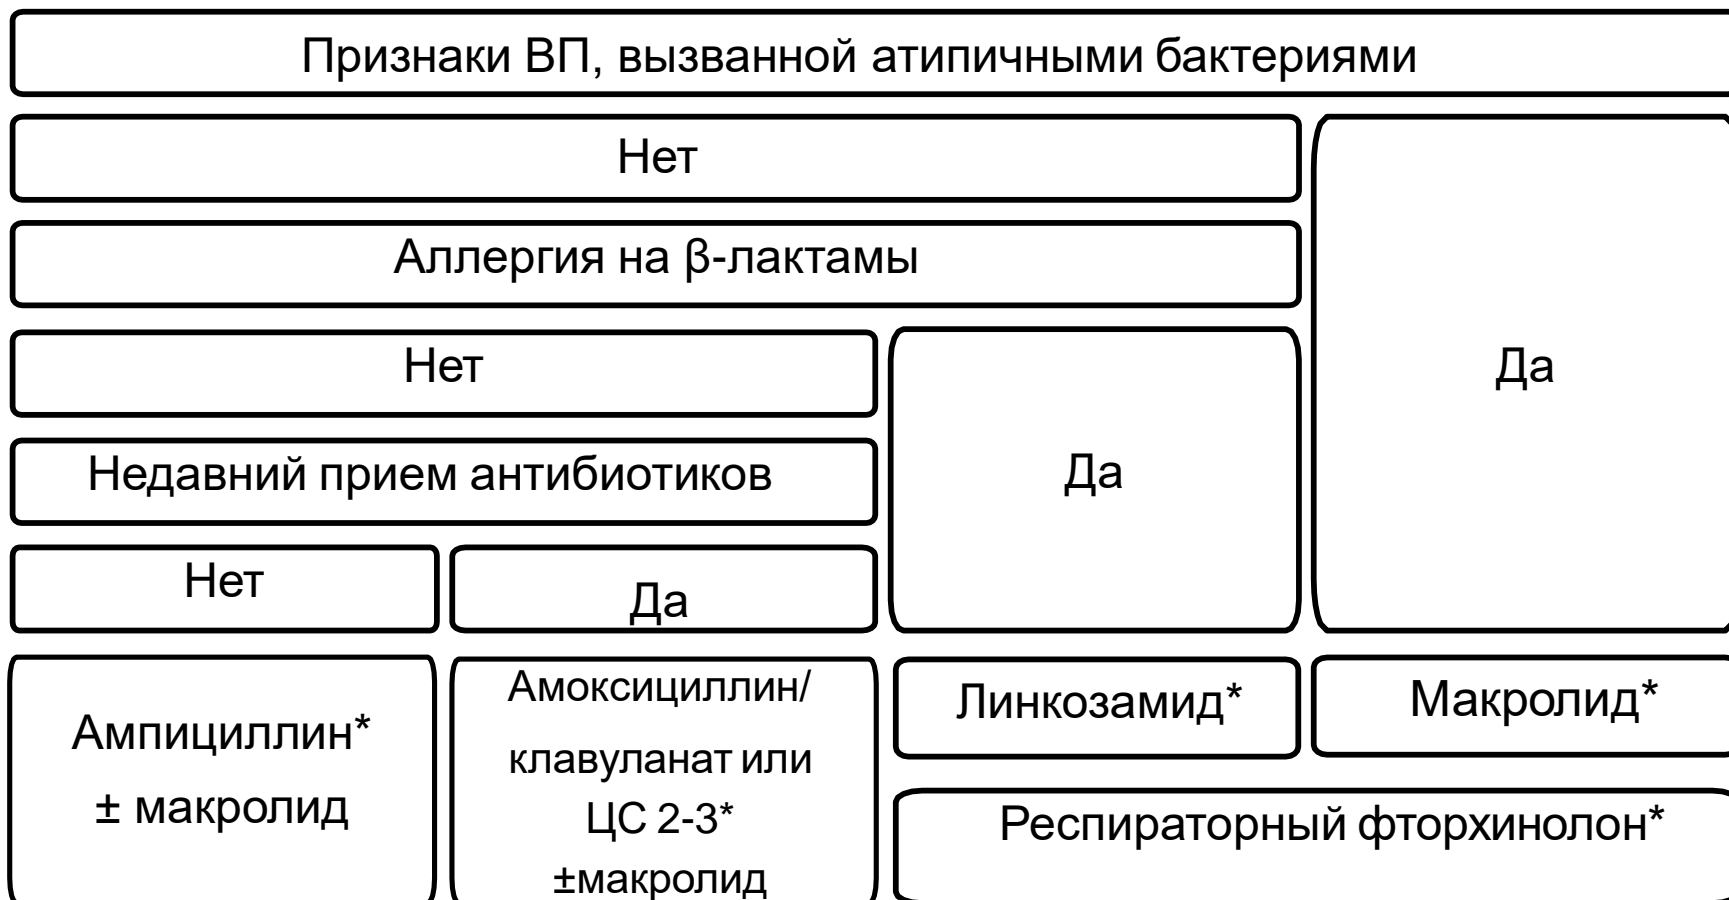 Признаки ВП, вызванной атипичными бактериями
Нет
Аллергия на β-лактамы
Нет
Да
Да
Недавний прием антибиотиков
Нет
Да
Ампициллин*
± макролид
Амоксициллин/
клавуланат или
ЦС 2-3*
±макролид
Линкозамид*
Макролид*
Респираторный фторхинолон*